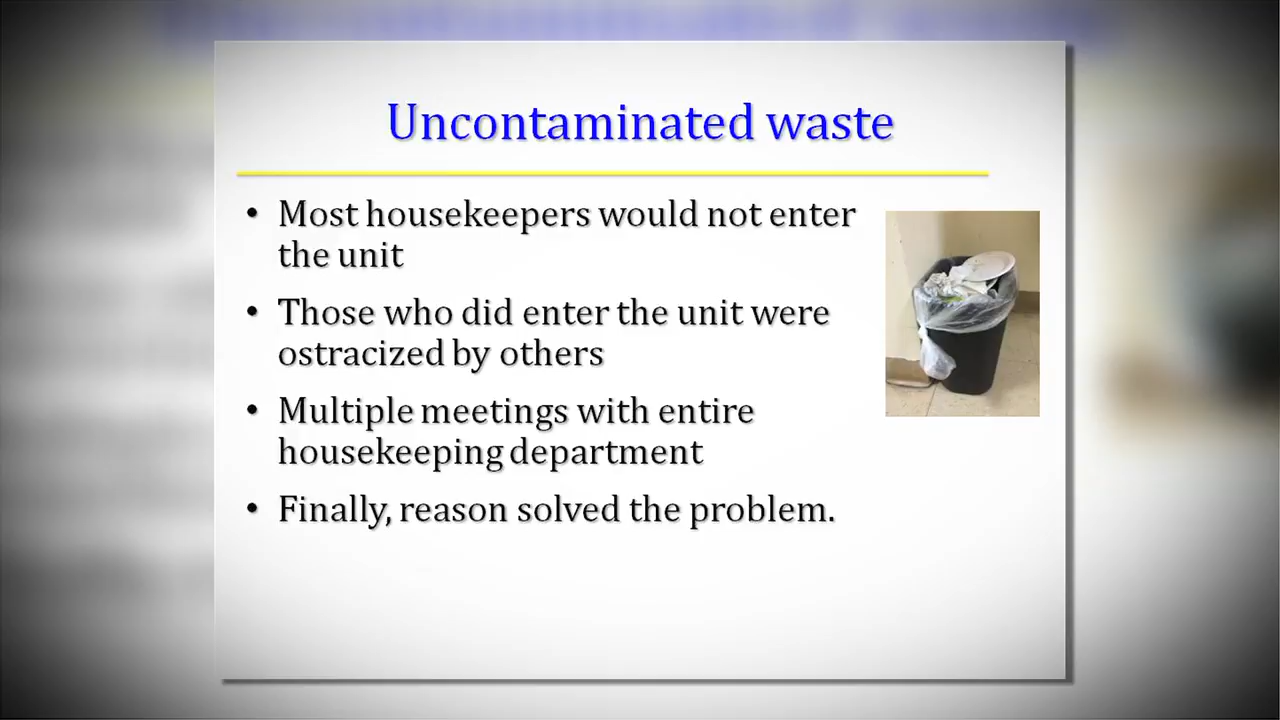 Uncontaminated waste
• Most housekeepers would not enter
the unit
• Those who did enter the unit were
ostracized by others
• Multiple meetings with entire
housekeeping department
• Finally, reason solved the problem.